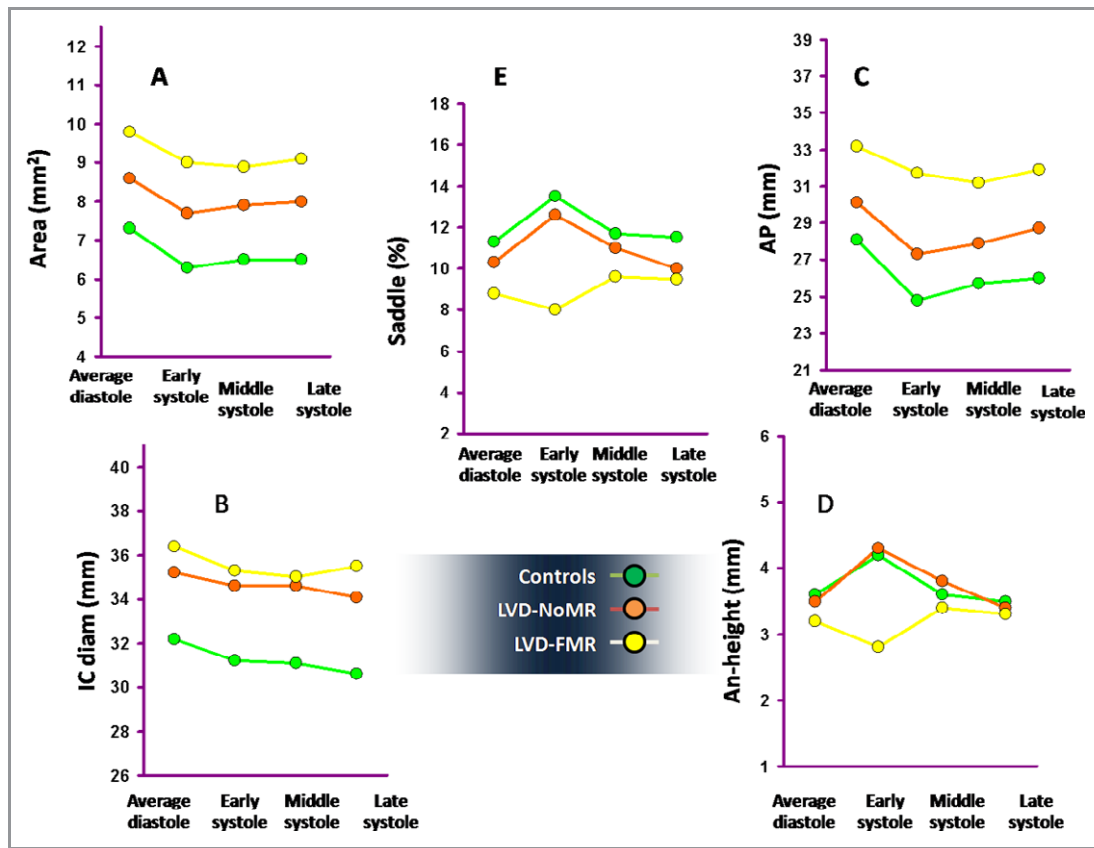 A
Area (mm²)
12
11
10
9
8
7
6
5
4
Average diastole
Early systole
Middle systole
Late systole
E
Saddle (%)
18
16
14
12
10
8
6
4
2
Average diastole
Early systole
Middle systole
Late systole
C
AP (mm)
39
37
35
33
31
29
27
25
23
21
Average diastole
Early systole
Middle systole
Late systole
B
IC diam (mm)
40
38
36
34
32
30
28
26
Average diastole
Early systole
Middle systole
Late systole
Controls
LVD-NoMR
LVD-FMR
D
An-height (mm)
6
5
4
3
2
1
Average diastole
Early systole
Middle systole
Late systole